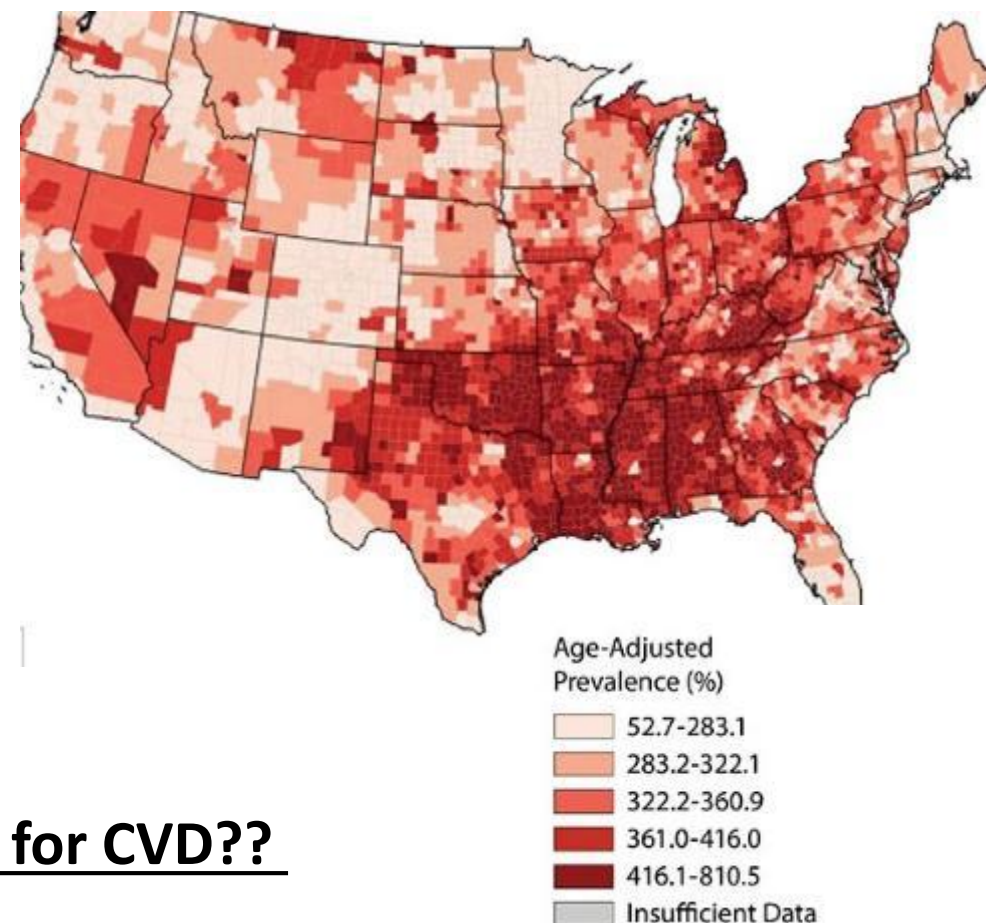 Age-Adjusted
Prevalence (%)
52.7-283.1
283.2-322.1
322.2-360.9
361.0-416.0
416.1-810.5
Insufficient Data
for CVD??